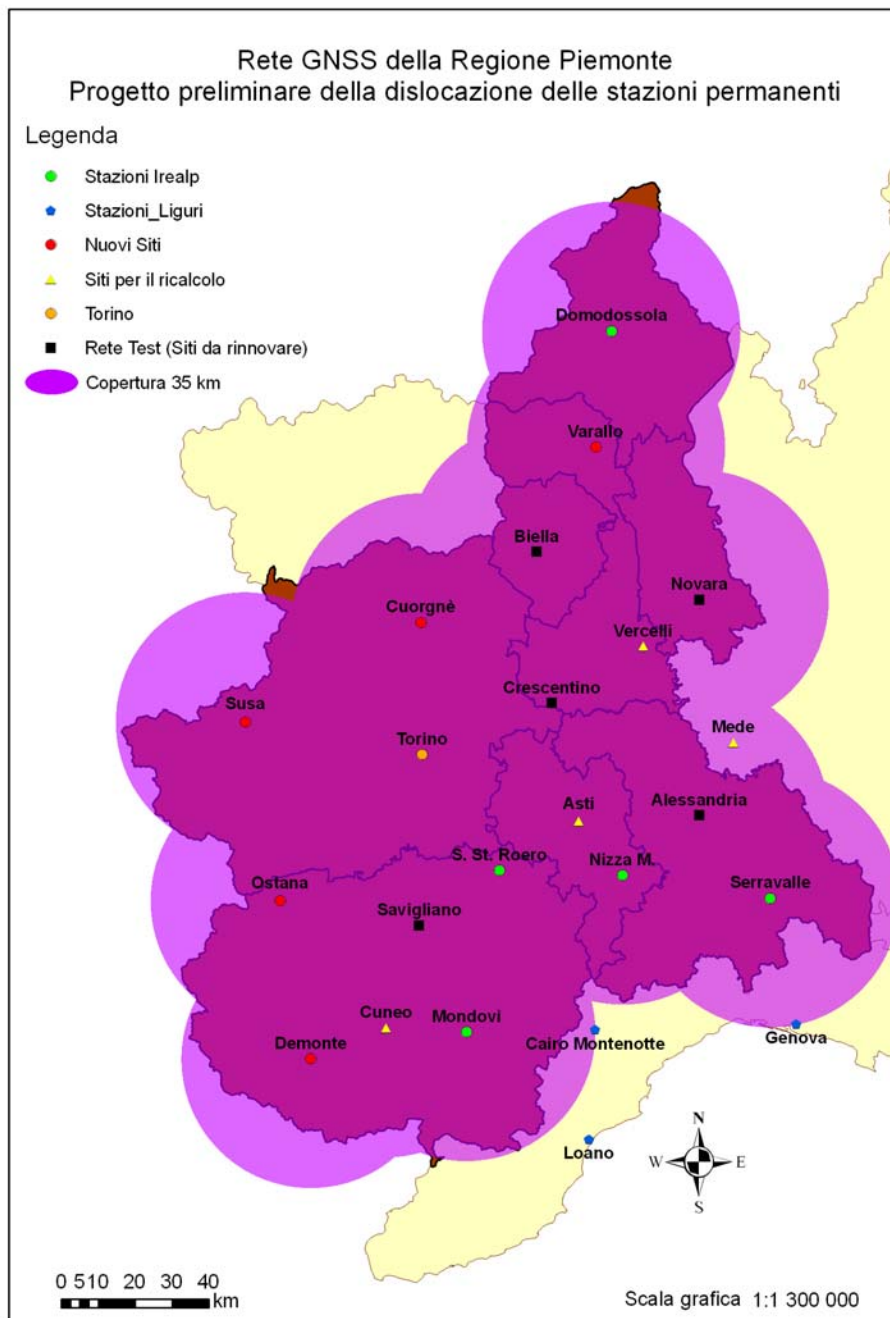 Rete GNSS della Regione Piemonte
Progetto preliminare della dislocazione delle stazioni permanenti
Legenda
Stazioni Irealp
Stazioni_Liguri
Nuovi Siti
Siti per il ricalcolo
Torino
Rete Test (Siti da rinnovare)
Copertura 35 km
Domodossola
Varallo
Biella
Novara
Cuorgnè
Vercelli
Crescentino
Susa
Mede
Torino
Asti
Alessandria
S. St. Roero
Nizza M.
Ostana
Serravalle
Savigliano
Cuneo
Mondovi
Demonte
Cairo Montenotte
Genova
Loano
N
W E
S
0 5 10 20 30 40
km
Scala grafica 1:1 300 000